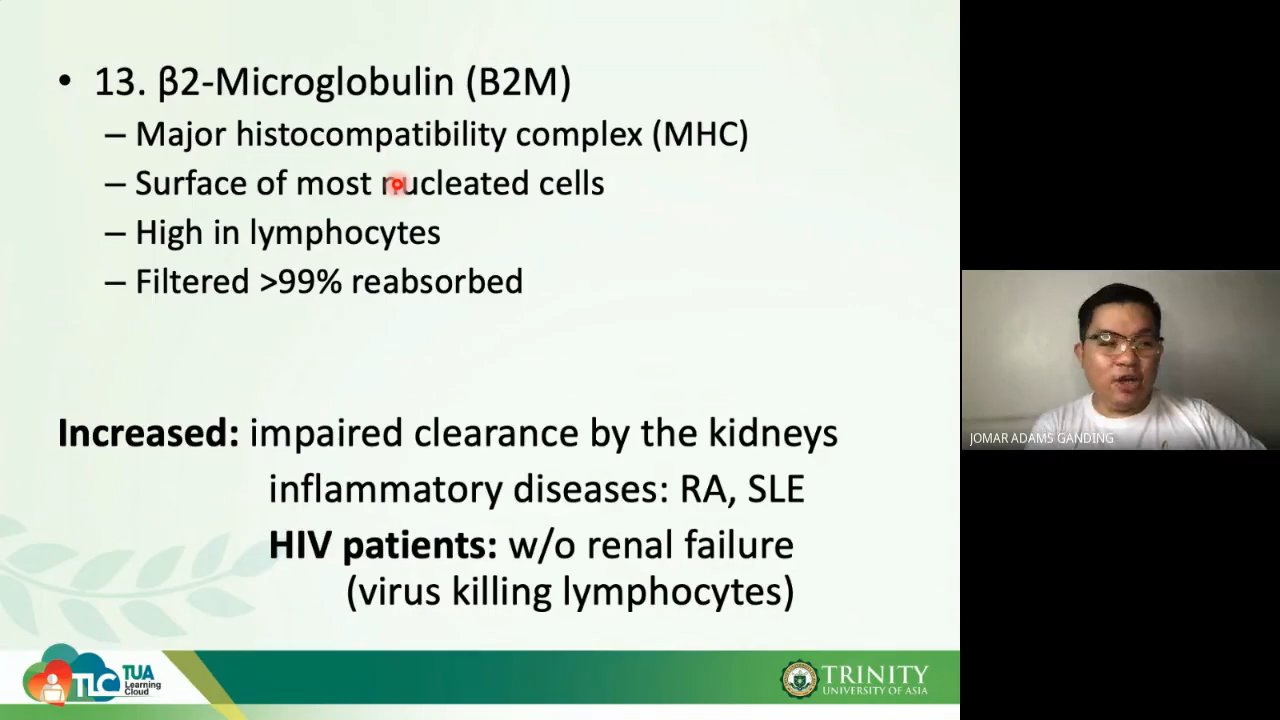 • 13. β2-Microglobulin (B2M)
– Major histocompatibility complex (MHC)
– Surface of most nucleated cells
– High in lymphocytes
– Filtered >99% reabsorbed
Increased: impaired clearance by the kidneys
inflammatory diseases: RA, SLE
HIV patients: w/o renal failure
(virus killing lymphocytes)
JOMAR ADAMS GANDING
TLC
TUA
Learning
Cloud
TRINITY
UNIVERSITY OF ASIA